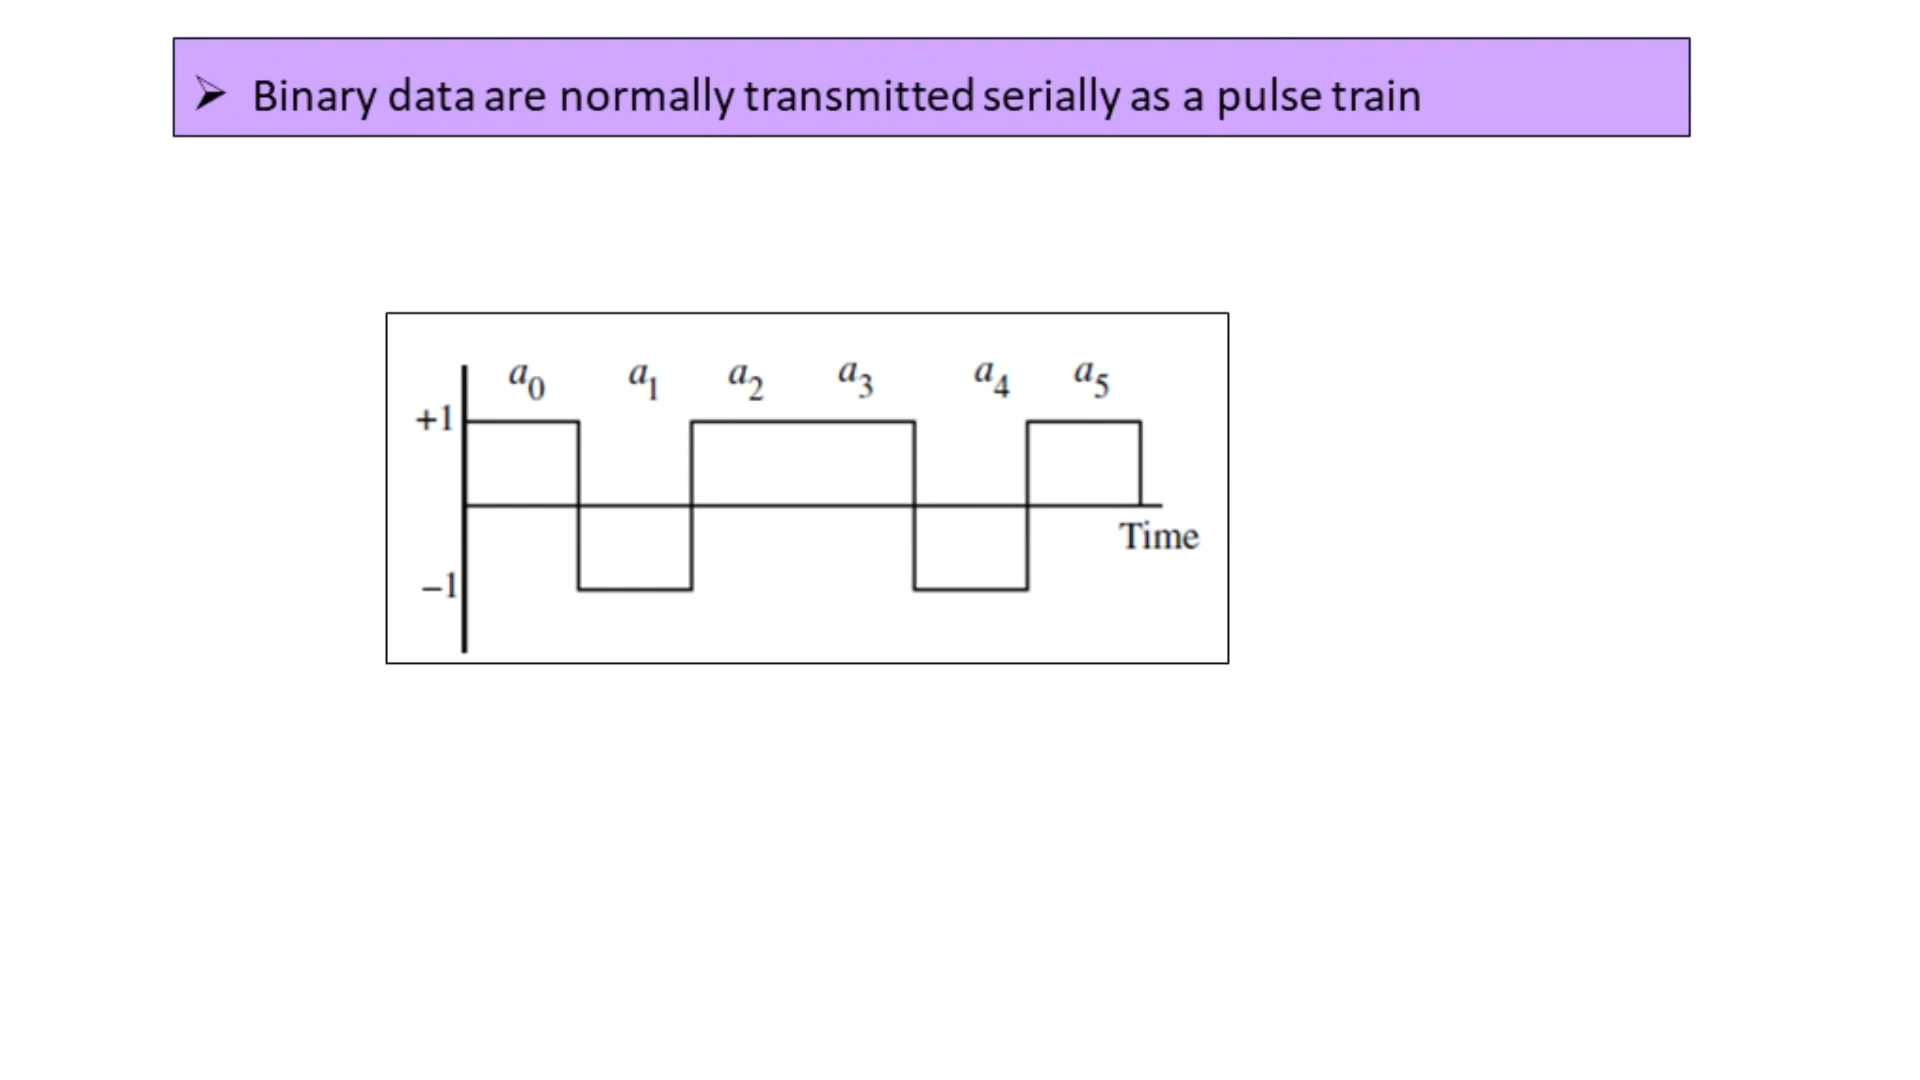 ➢ Binary data are normally transmitted serially as a pulse train
a0 a1 a2 a3 a4 a5
+1
Time
−1